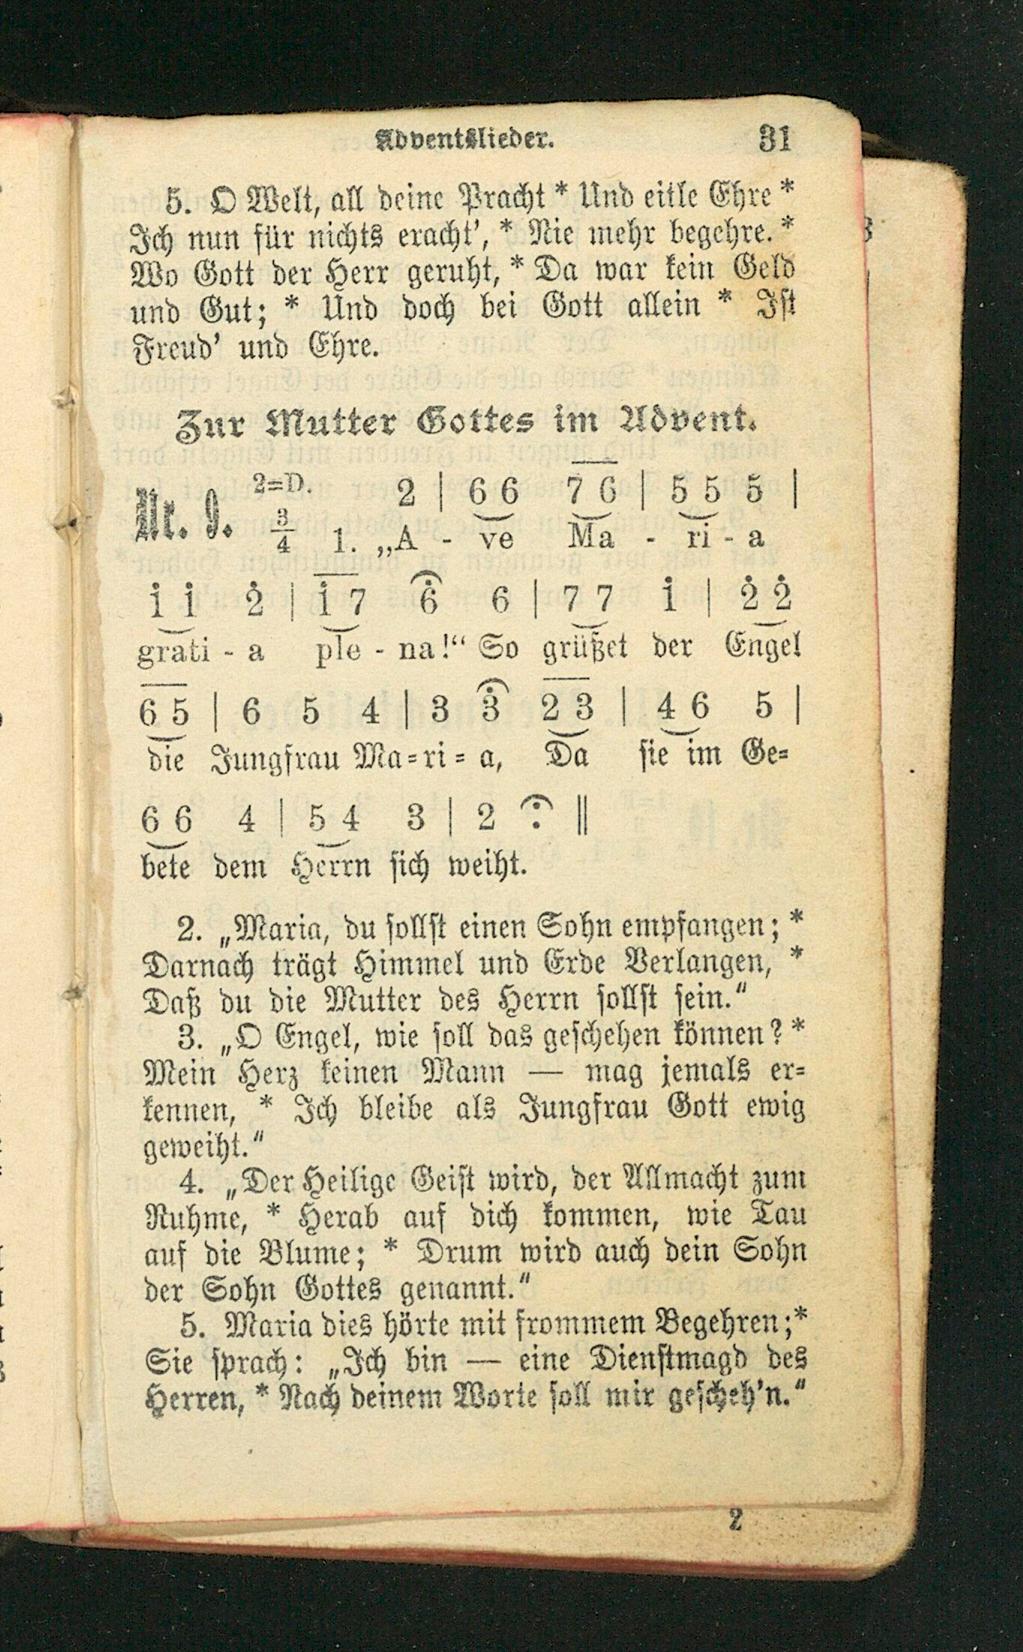 Adventslieder. 31
5. O Welt, all deine Pracht * Und eitle Ehre *
Ich nun für nichts eracht', * Nie mehr begehre. *
Wo Gott der Herr geruht, * Da war kein Geld
und Gut; * Und doch bei Gott allein * Ist
Freud' und Ehre.
Zur Mutter Gottes im Advent.
Nr. 9. 2=D. 3/4 2 | 6 6 7 6 | 5 5 5 |
1. „A - ve Ma - ri - a
i i 2̇ | i 7 6 6 | 7 7 i | 2̇ 2̇
grati - a ple - na!“ So grüßet der Engel
6 5 | 6 5 4 | 3 3 2 3 | 4 6 5 |
die Jungfrau Ma=ri=a, Da sie im Ge=
6 6 4 | 5 4 3 | 2 ||
bete dem Herrn sich weiht.
2. „Maria, du sollst einen Sohn empfangen; *
Darnach trägt Himmel und Erde Verlangen, *
Daß du die Mutter des Herrn sollst sein.“
3. „O Engel, wie soll das geschehen können? *
Mein Herz keinen Mann — mag jemals er=
kennen, * Ich bleibe als Jungfrau Gott ewig
geweiht.“
4. „Der Heilige Geist wird, der Allmacht zum
Ruhme, * Herab auf dich kommen, wie Tau
auf die Blume; * Drum wird auch dein Sohn
der Sohn Gottes genannt.“
5. Maria dies hörte mit frommem Begehren; *
Sie sprach: „Ich bin — eine Dienstmagd des
Herren, * Nach deinem Worte soll mir gescheh'n.“
2